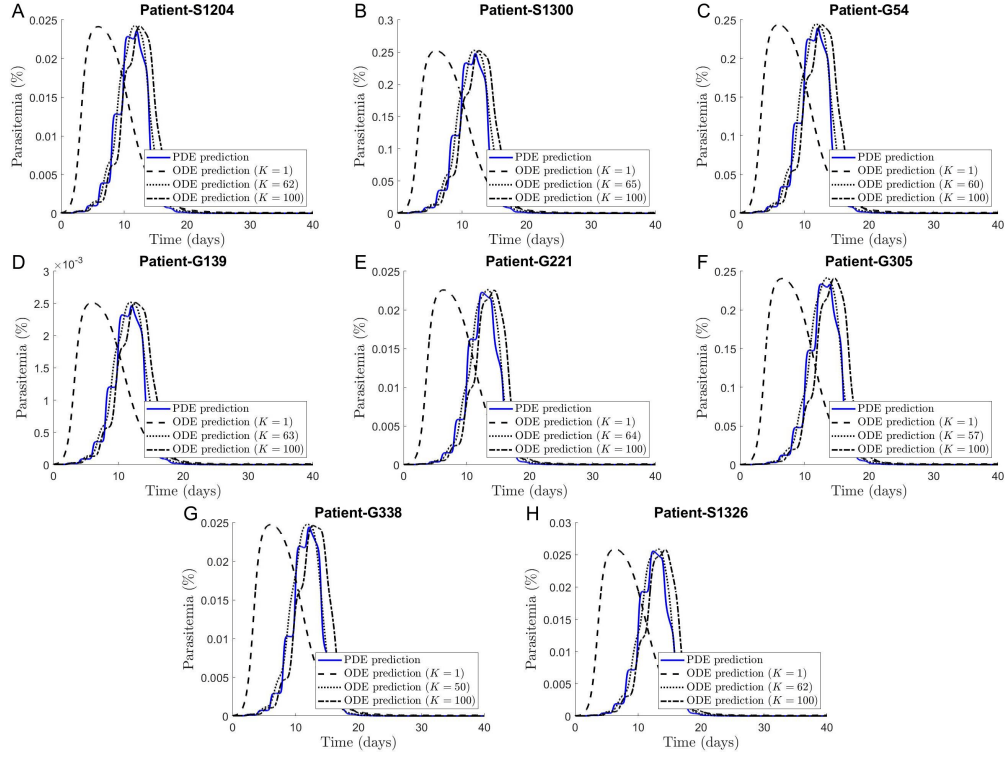 A
Patient-S1204
Parasitemia (%)
0.025
0.02
0.015
0.01
0.005
0
0 10 20 30 40
Time (days)
PDE prediction
ODE prediction (K = 1)
ODE prediction (K = 62)
ODE prediction (K = 100)
B
Patient-S1300
Parasitemia (%)
0.3
0.25
0.2
0.15
0.1
0.05
0
0 10 20 30 40
Time (days)
PDE prediction
ODE prediction (K = 1)
ODE prediction (K = 65)
ODE prediction (K = 100)
C
Patient-G54
Parasitemia (%)
0.25
0.2
0.15
0.1
0.05
0
0 10 20 30 40
Time (days)
PDE prediction
ODE prediction (K = 1)
ODE prediction (K = 60)
ODE prediction (K = 100)
D
Patient-G139
×10⁻³
Parasitemia (%)
3
2.5
2
1.5
1
0.5
0
0 10 20 30 40
Time (days)
PDE prediction
ODE prediction (K = 1)
ODE prediction (K = 63)
ODE prediction (K = 100)
E
Patient-G221
Parasitemia (%)
0.025
0.02
0.015
0.01
0.005
0
0 10 20 30 40
Time (days)
PDE prediction
ODE prediction (K = 1)
ODE prediction (K = 64)
ODE prediction (K = 100)
F
Patient-G305
Parasitemia (%)
0.25
0.2
0.15
0.1
0.05
0
0 10 20 30 40
Time (days)
PDE prediction
ODE prediction (K = 1)
ODE prediction (K = 57)
ODE prediction (K = 100)
G
Patient-G338
Parasitemia (%)
0.025
0.02
0.015
0.01
0.005
0
0 10 20 30 40
Time (days)
PDE prediction
ODE prediction (K = 1)
ODE prediction (K = 50)
ODE prediction (K = 100)
H
Patient-S1326
Parasitemia (%)
0.03
0.025
0.02
0.015
0.01
0.005
0
0 10 20 30 40
Time (days)
PDE prediction
ODE prediction (K = 1)
ODE prediction (K = 62)
ODE prediction (K = 100)